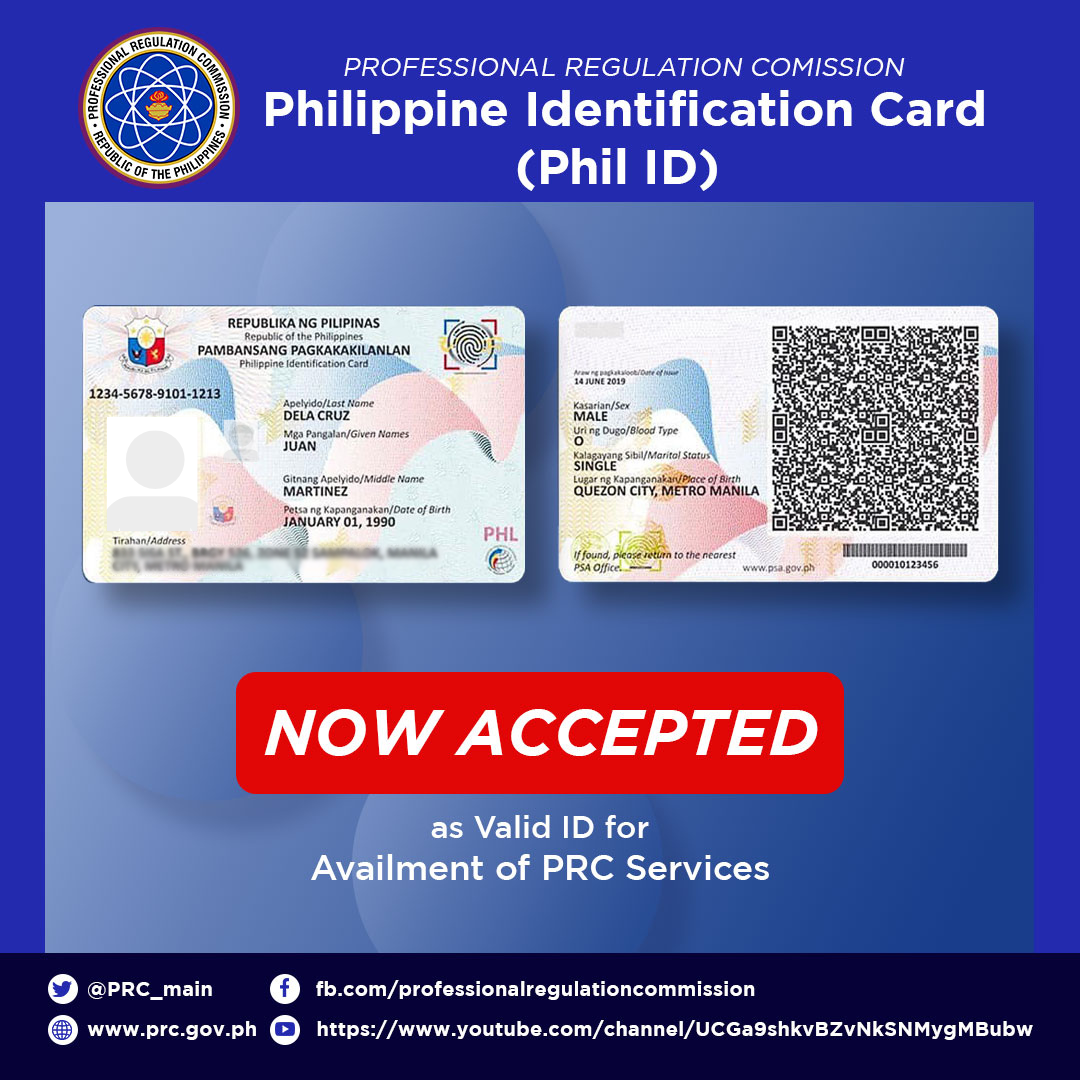 PROFESSIONAL REGULATION COMMISSION
REPUBLIC OF THE PHILIPPINES
PROFESSIONAL REGULATION COMISSION
Philippine Identification Card
(Phil ID)
REPUBLIKA NG PILIPINAS
Republic of the Philippines
PAMBANSANG PAGKAKAKILANLAN
Philippine Identification Card
1234-5678-9101-1213
Apelyido/Last Name
DELA CRUZ
Mga Pangalan/Given Names
JUAN
Gitnang Apelyido/Middle Name
MARTINEZ
Petsa ng Kapanganakan/Date of Birth
JANUARY 01, 1990
PHL
Tirahan/Address
Araw ng pagkakaloob/Date of issue
14 JUNE 2019
Kasarian/Sex
MALE
Uri ng Dugo/Blood Type
O
Kalagayang Sibil/Marital Status
SINGLE
Lugar ng Kapanganakan/Place of Birth
QUEZON CITY, METRO MANILA
If found, please return to the nearest
PSA Office.
www.psa.gov.ph
000010123456
NOW ACCEPTED
as Valid ID for
Availment of PRC Services
@PRC_main
fb.com/professionalregulationcommission
www.prc.gov.ph
https://www.youtube.com/channel/UCGa9shkvBZvNkSNMygMBubw